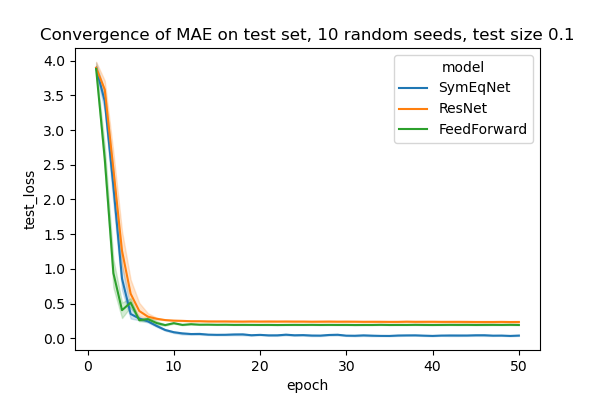 Convergence of MAE on test set, 10 random seeds, test size 0.1
4.0
3.5
3.0
2.5
2.0
1.5
1.0
0.5
0.0
test_loss
model
SymEqNet
ResNet
FeedForward
0 10 20 30 40 50
epoch